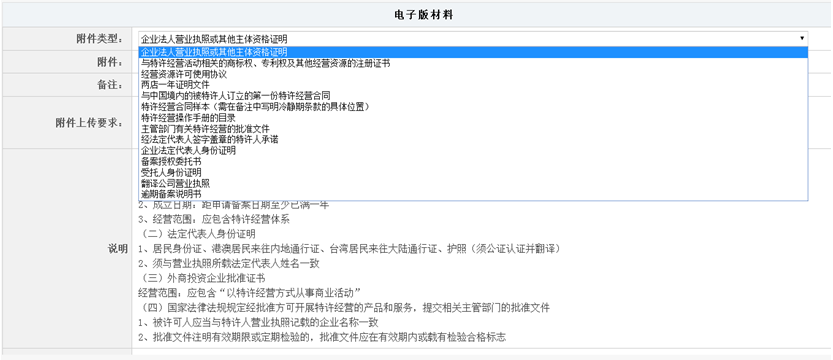 电子版材料
附件类型：
企业法人营业执照或其他主体资格证明
企业法人营业执照或其他主体资格证明
附件：
与特许经营活动相关的商标权、专利权及其他经营资源的注册证书
经营资源许可使用协议
备注：
两店一年证明文件
与中国境内的被特许人订立的第一份特许经营合同
特许经营合同样本（需在备注中写明冷静期条款的具体位置）
附件上传要求：
特许经营操作手册的目录
主管部门有关特许经营的批准文件
经法定代表人签字盖章的特许人承诺
企业法定代表人身份证明
备案授权委托书
受托人身份证明
翻译公司营业执照
逾期备案说明书
2、成立日期：距申请备案日期至少已满一年
3、经营范围：应包含特许经营体系
（二）法定代表人身份证明
说明
1、居民身份证、港澳居民来往内地通行证、台湾居民来往大陆通行证、护照（须公证认证并翻译）
2、须与营业执照所载法定代表人姓名一致
（三）外商投资企业批准证书
经营范围：应包含“以特许经营方式从事商业活动”
（四）国家法律法规规定经批准方可开展特许经营的产品和服务，提交相关主管部门的批准文件
1、被许可人应当与特许人营业执照记载的企业名称一致
2、批准文件注明有效期限或定期检验的，批准文件应在有效期内或载有检验合格标志